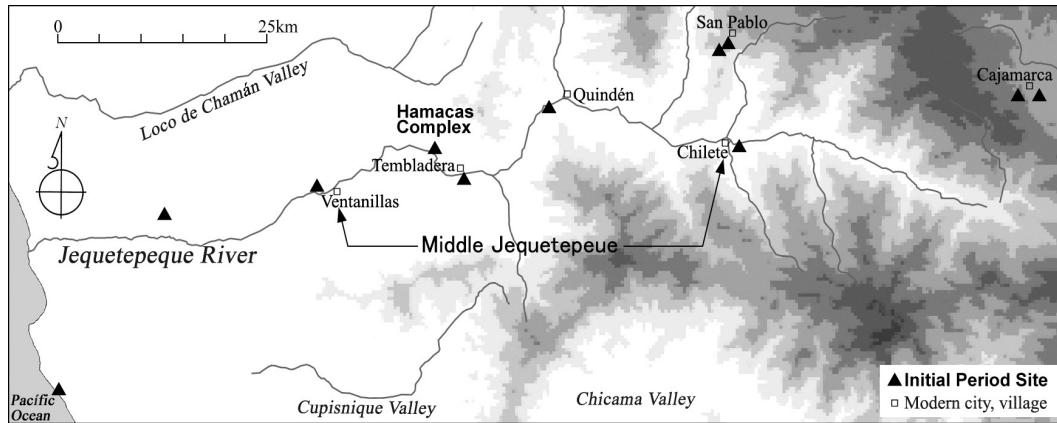 0
25km
Loco de Chamán Valley
San Pablo
Cajamarca
Quindén
Hamacas
Complex
N
Tembladera
Chilete
Ventanillas
Middle Jequetepeue
Jequetepeque River
Pacífic
Ocean
Cupisnique Valley
Chicama Valley
Initial Period Site
Modern city, village